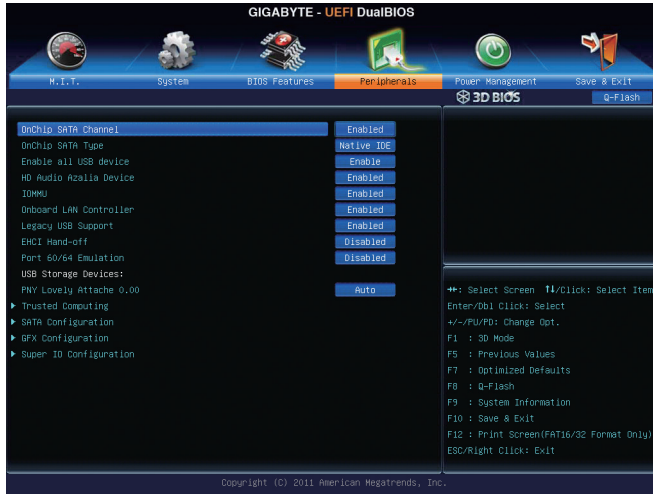 GIGABYTE - UEFI DualBIOS
M.I.T. System BIOS Features Peripherals Power Management Save & Exit
3D BIOS Q-Flash
OnChip SATA Channel Enabled
OnChip SATA Type Native IDE
Enable all USB device Enable
HD Audio Azalia Device Enabled
IOMMU Enabled
Onboard LAN Controller Enabled
Legacy USB Support Enabled
EHCI Hand-off Disabled
Port 60/64 Emulation Disabled
USB Storage Devices:
PNY Lovely Attache 0.00 Auto
Trusted Computing
SATA Configuration
GFX Configuration
Super IO Configuration
↔: Select Screen ↑↓/Click: Select Item
Enter/Dbl Click: Select
+/-/PU/PD: Change Opt.
F1 : 3D Mode
F5 : Previous Values
F7 : Optimized Defaults
F8 : Q-Flash
F9 : System Information
F10 : Save & Exit
F12 : Print Screen(FAT16/32 Format Only)
ESC/Right Click: Exit
Copyright (C) 2011 American Megatrends, Inc.